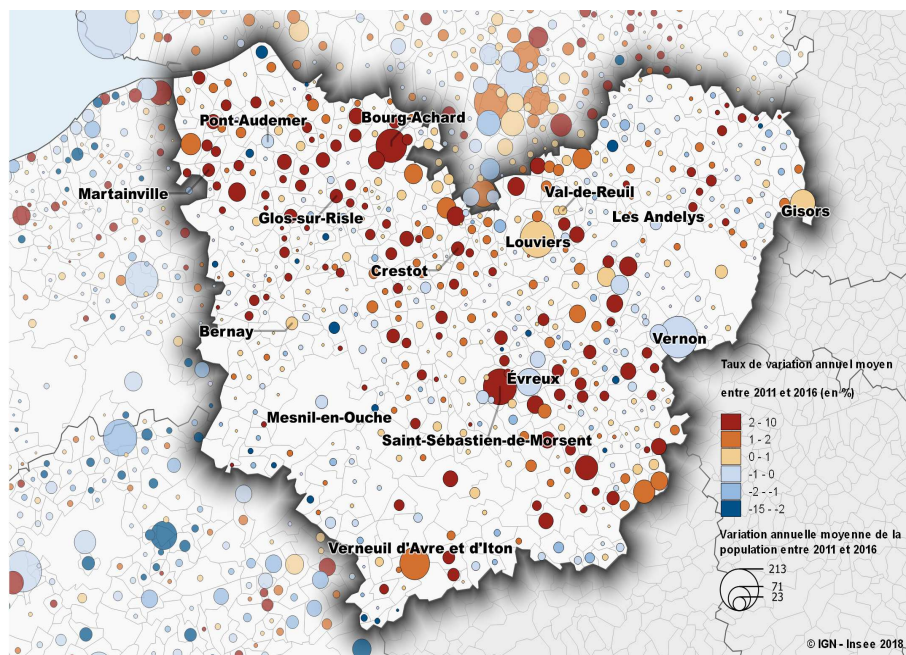 Pont-Audemer
Bourg-Achard
Martainville
Glos-sur-Risle
Val-de-Reuil
Les Andelys
Gisors
Louviers
Crestot
Bernay
Vernon
Évreux
Mesnil-en-Ouche
Saint-Sébastien-de-Morsent
Verneuil d'Avre et d'Iton
Taux de variation annuel moyen
entre 2011 et 2016 (en %)
2 - 10
1 - 2
0 - 1
-1 - 0
-2 - -1
-15 - -2
Variation annuelle moyenne de la
population entre 2011 et 2016
213
71
23
© IGN - Insee 2018